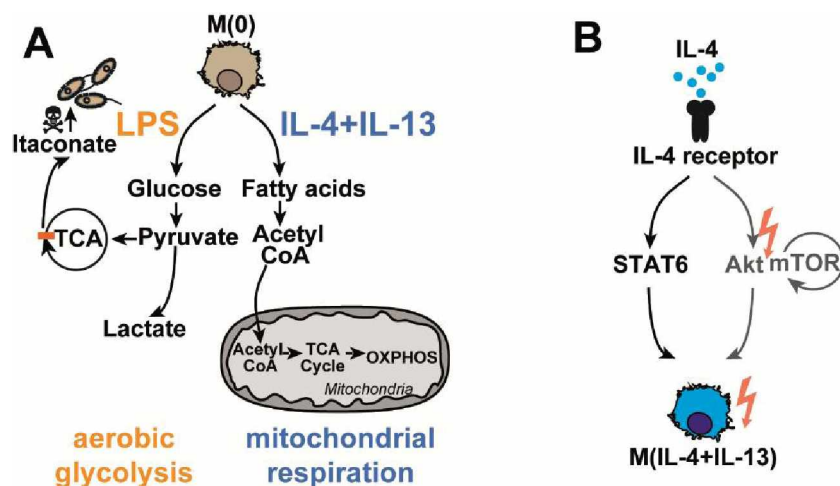 A
M(0)
LPS
IL-4+IL-13
Itaconate
Glucose
Fatty acids
TCA
Pyruvate
Acetyl
CoA
Lactate
Acetyl
CoA
TCA
Cycle
OXPHOS
Mitochondria
aerobic
glycolysis
mitochondrial
respiration
B
IL-4
IL-4 receptor
STAT6
Akt
mTOR
M(IL-4+IL-13)